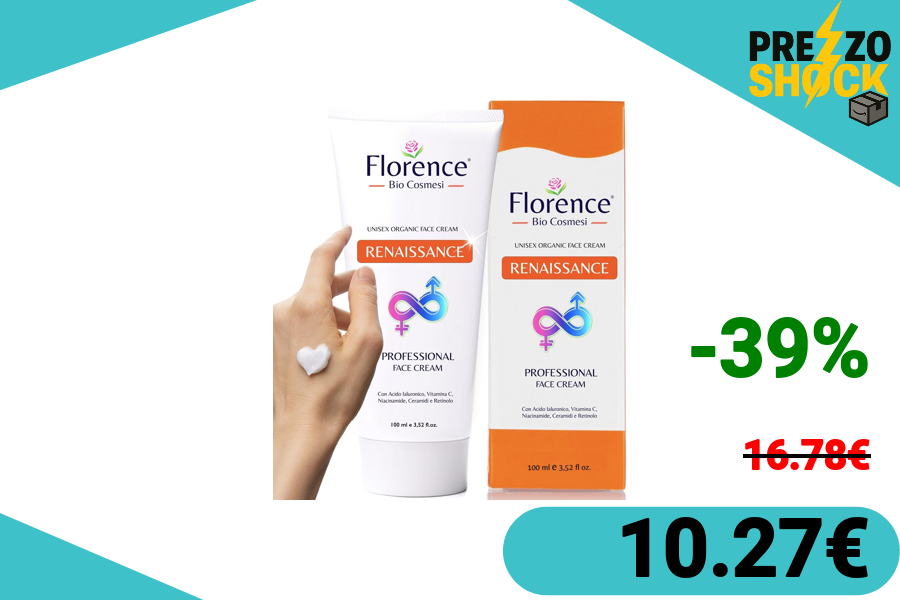 PREZZO
SHOCK
Florence®
Bio Cosmesi
UNISEX ORGANIC FACE CREAM
RENAISSANCE
PROFESSIONAL
FACE CREAM
Con Acido Ialuronico, Vitamina C,
Niacinamide, Ceramidi e Retinolo
100 ml e 3,52 fl oz.
Florence®
Bio Cosmesi
UNISEX ORGANIC FACE CREAM
RENAISSANCE
PROFESSIONAL
FACE CREAM
Con Acido Ialuronico, Vitamina C,
Niacinamide, Ceramidi e Retinolo
100 ml e 3,52 fl oz.
-39%
16.78€
10.27€